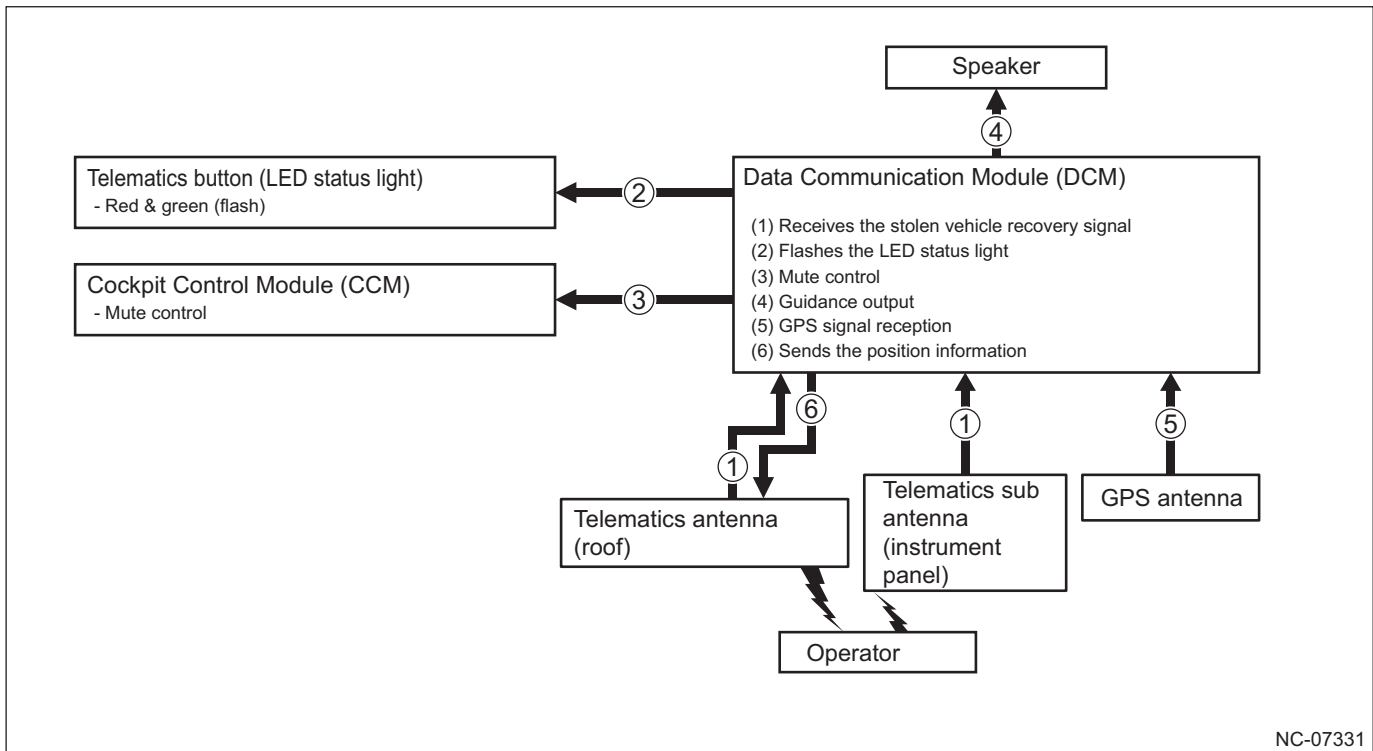 Speaker
④
Telematics button (LED status light)
- Red & green (flash)
②
Data Communication Module (DCM)
(1) Receives the stolen vehicle recovery signal
(2) Flashes the LED status light
(3) Mute control
(4) Guidance output
(5) GPS signal reception
(6) Sends the position information
Cockpit Control Module (CCM)
- Mute control
③
⑥
①
①
⑤
Telematics antenna
(roof)
Telematics sub
antenna
(instrument
panel)
GPS antenna
Operator
NC-07331